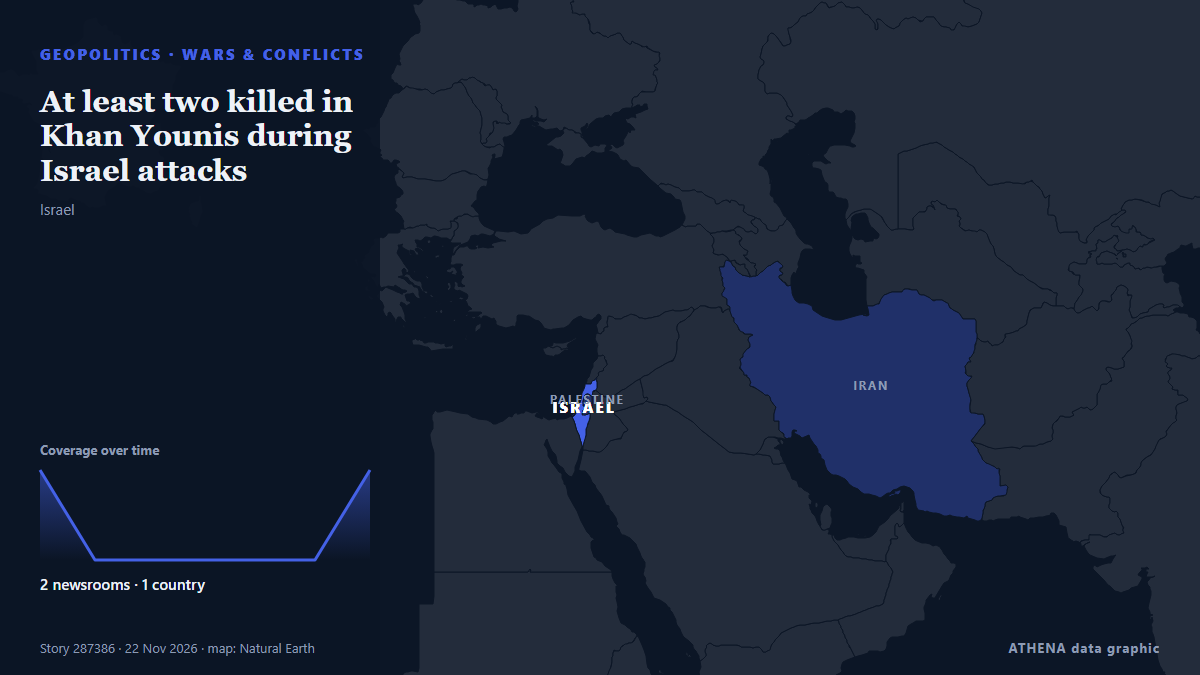 GEOPOLITICS · WARS & CONFLICTS
At least two killed in
Khan Younis during
Israel attacks
Israel
IRAN
PALESTINE
ISRAEL
Coverage over time
2 newsrooms · 1 country
Story 287386 · 22 Nov 2026 · map: Natural Earth
ATHENA data graphic